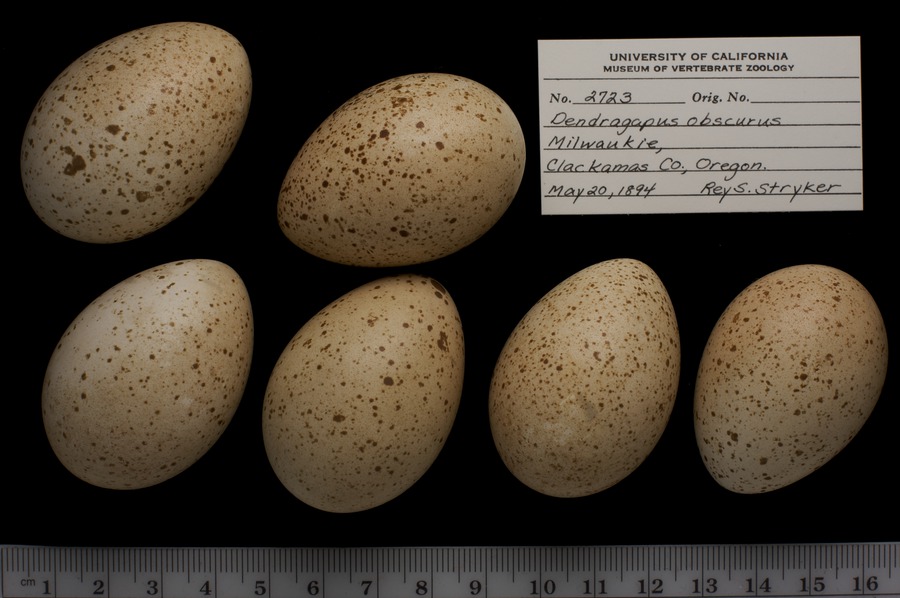 UNIVERSITY OF CALIFORNIA
MUSEUM OF VERTEBRATE ZOOLOGY
No. 2723 Orig. No.
Dendragapus obscurus
Milwaukie,
Clackamas Co., Oregon.
May 20, 1894 Rey S. Stryker
cm 1 2 3 4 5 6 7 8 9 10 11 12 13 14 15 16